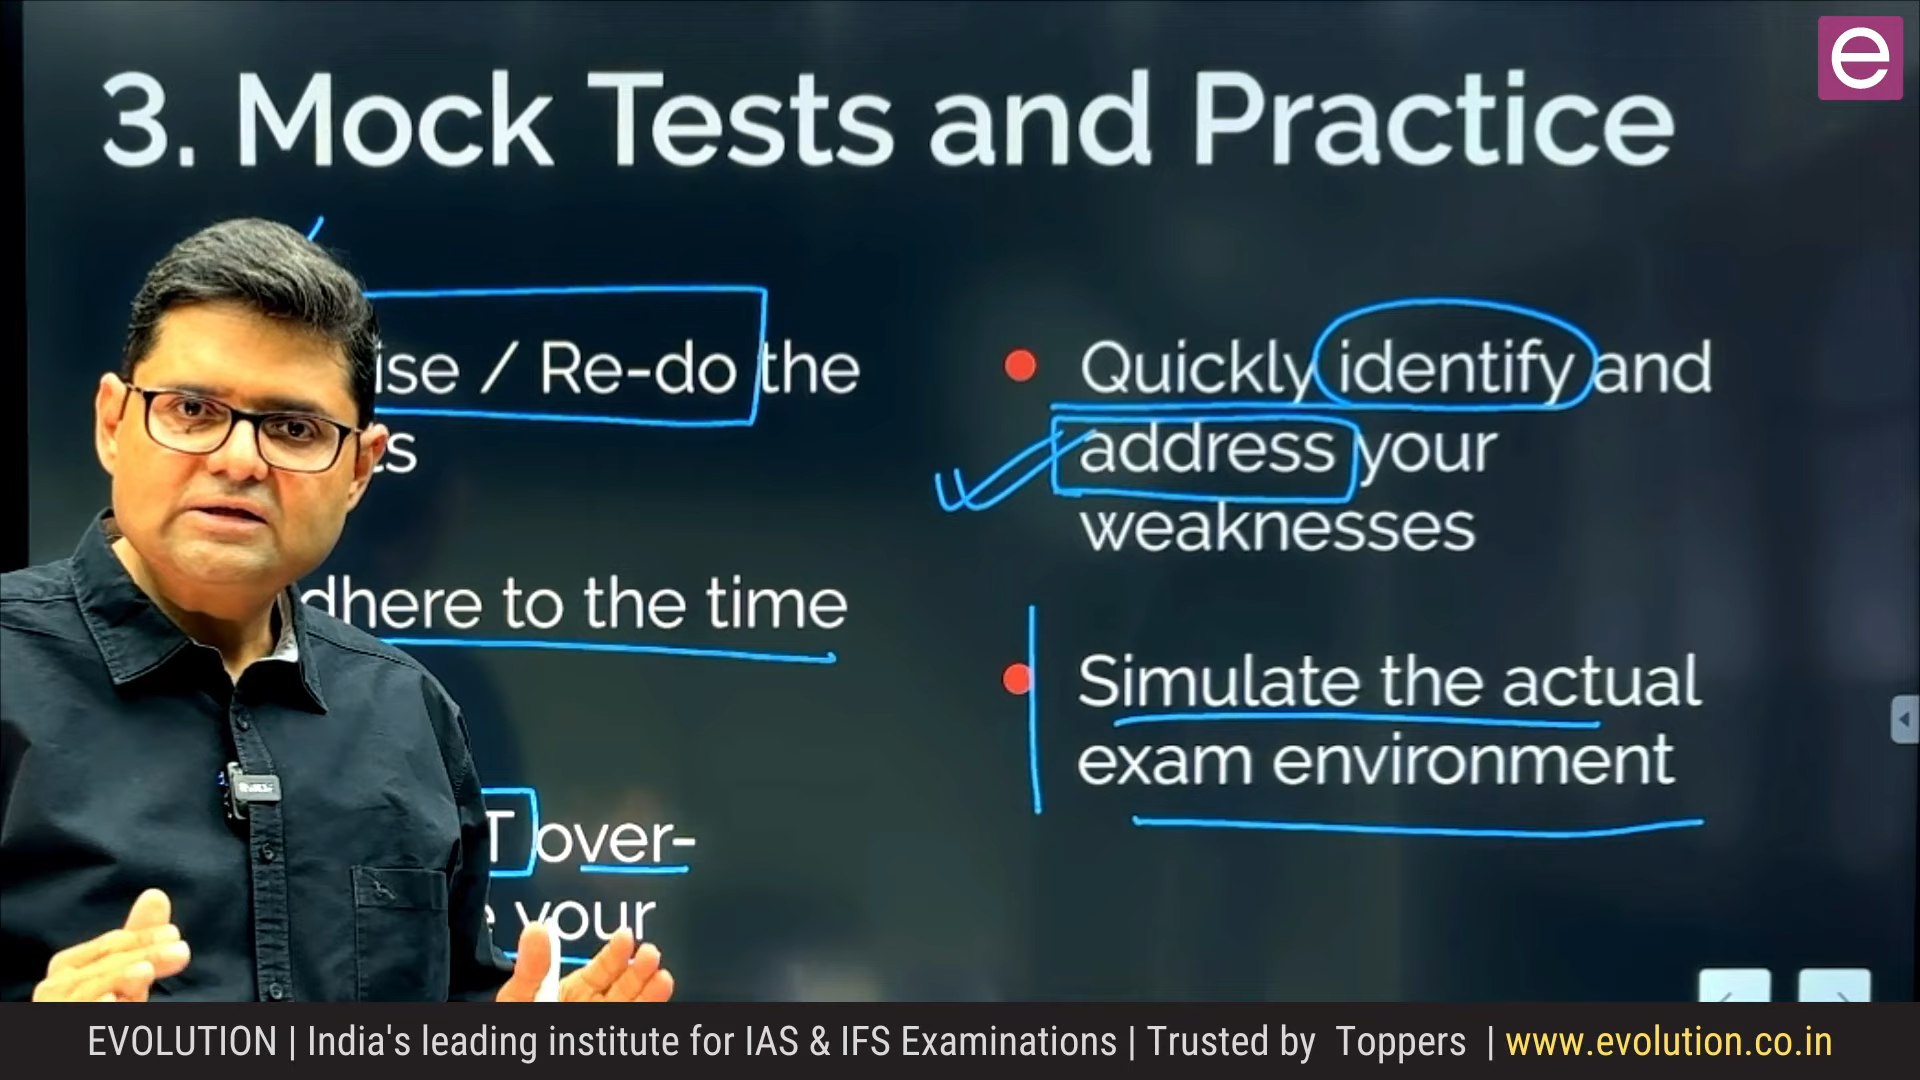 e
3. Mock Tests and Practice
/ Re-do the
here to the time
over-
your
Quickly identify and
address your
weaknesses
Simulate the actual
exam environment
EVOLUTION | India's leading institute for IAS & IFS Examinations | Trusted by Toppers | www.evolution.co.in